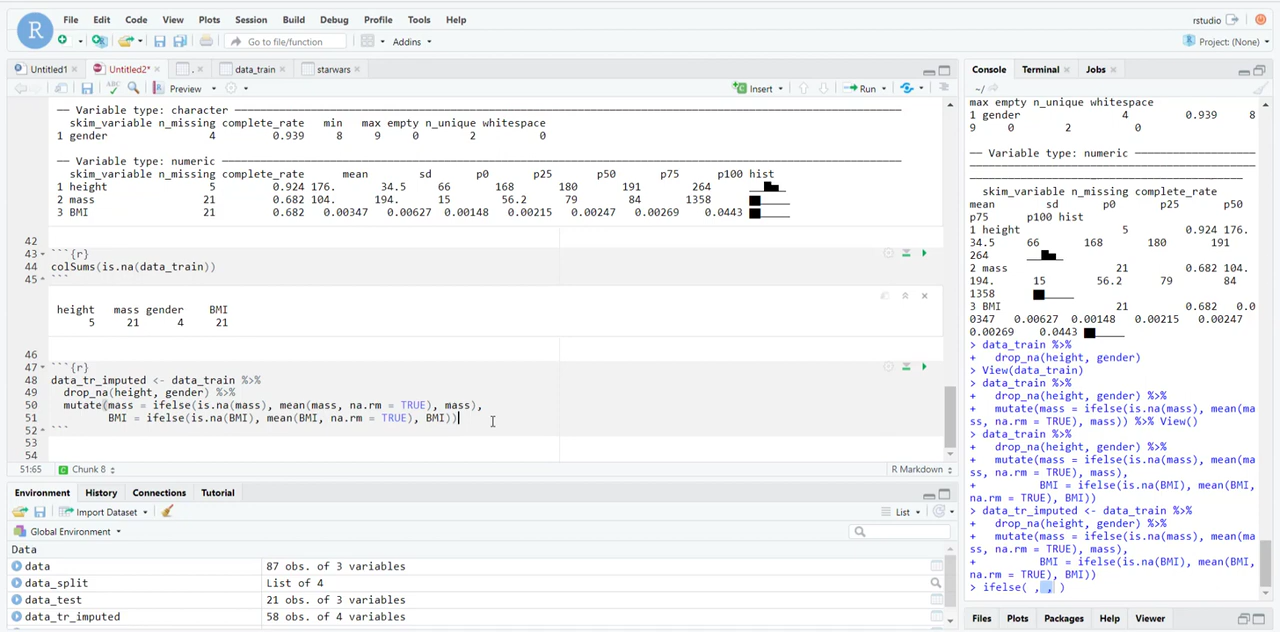 File Edit Code View Plots Session Build Debug Profile Tools Help
rstudio
Go to file/function Addins
Project: (None)
Untitled1 Untitled2* . data_train starwars
Preview Insert Run
── Variable type: character
skim_variable n_missing complete_rate min max empty n_unique whitespace
1 gender 4 0.939 8 9 0 2 0
── Variable type: numeric
skim_variable n_missing complete_rate mean sd p0 p25 p50 p75 p100 hist
1 height 5 0.924 176. 34.5 66 168 180 191 264
2 mass 21 0.682 104. 194. 15 56.2 79 84 1358
3 BMI 21 0.682 0.00347 0.00627 0.00148 0.00215 0.00247 0.00269 0.0443
42
43 ```{r}
44 colSums(is.na(data_train))
45 ```
height mass gender BMI
5 21 4 21
46
47 ```{r}
48 data_tr_imputed <- data_train %>%
49 drop_na(height, gender) %>%
50 mutate(mass = ifelse(is.na(mass), mean(mass, na.rm = TRUE), mass),
51 BMI = ifelse(is.na(BMI), mean(BMI, na.rm = TRUE), BMI))
52 ```
53
54
51:65 Chunk 8 R Markdown
Environment History Connections Tutorial
Import Dataset List
Global Environment
Data
data 87 obs. of 3 variables
data_split List of 4
data_test 21 obs. of 3 variables
data_tr_imputed 58 obs. of 4 variables
Console Terminal Jobs
~/
max empty n_unique whitespace
1 gender 4 0.939 8
9 0 2 0
── Variable type: numeric
skim_variable n_missing complete_rate
mean sd p0 p25 p50
p75 p100 hist
1 height 5 0.924 176.
34.5 66 168 180 191
264
2 mass 21 0.682 104.
194. 15 56.2 79 84
1358
3 BMI 21 0.682 0.0
0347 0.00627 0.00148 0.00215 0.00247
0.00269 0.0443
> data_train %>%
+ drop_na(height, gender)
> View(data_train)
> data_train %>%
+ drop_na(height, gender) %>%
+ mutate(mass = ifelse(is.na(mass), mean(ma
ss, na.rm = TRUE), mass)) %>% View()
> data_train %>%
+ drop_na(height, gender) %>%
+ mutate(mass = ifelse(is.na(mass), mean(ma
ss, na.rm = TRUE), mass),
+ BMI = ifelse(is.na(BMI), mean(BMI,
na.rm = TRUE), BMI))
> data_tr_imputed <- data_train %>%
+ drop_na(height, gender) %>%
+ mutate(mass = ifelse(is.na(mass), mean(ma
ss, na.rm = TRUE), mass),
+ BMI = ifelse(is.na(BMI), mean(BMI,
na.rm = TRUE), BMI))
> ifelse( , , )
Files Plots Packages Help Viewer